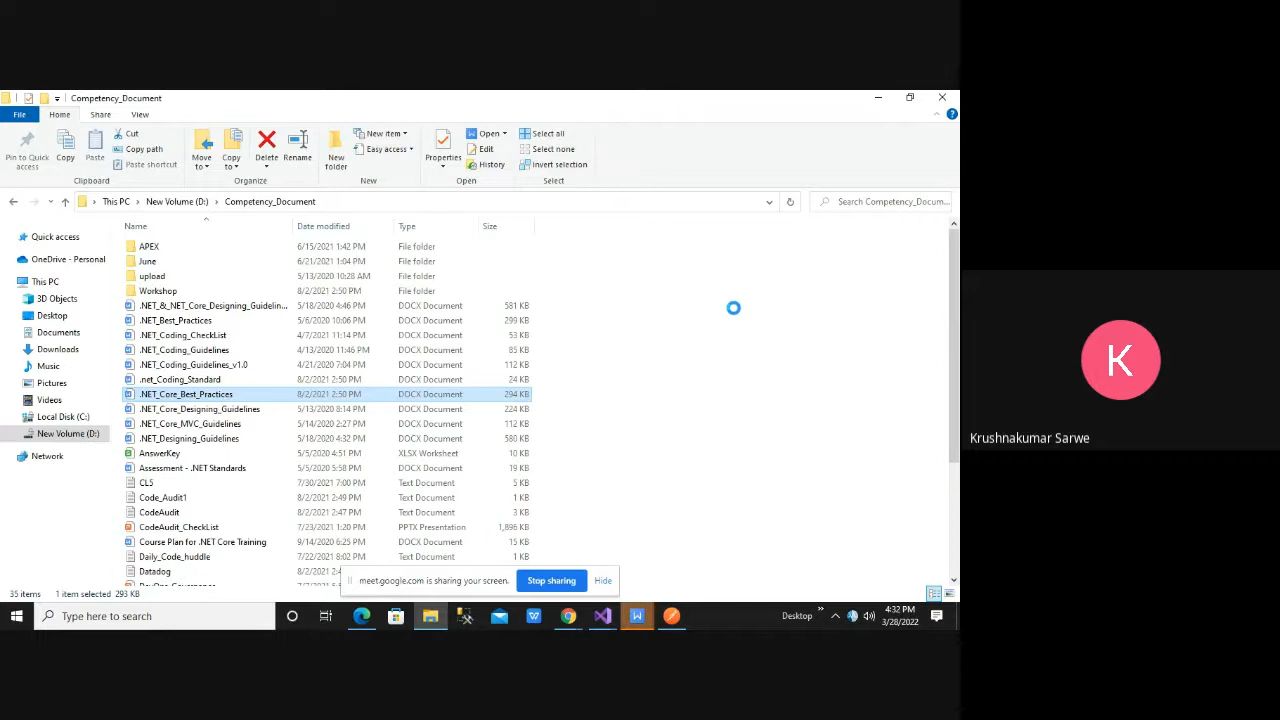 Competency_Document
File Home Share View
Pin to Quick access
Copy
Paste
Cut
Copy path
Paste shortcut
Clipboard
Move to
Copy to
Delete
Rename
Organize
New folder
New item
Easy access
New
Properties
Open
Edit
History
Open
Select all
Select none
Invert selection
Select
This PC > New Volume (D:) > Competency_Document
Search Competency_Docum...
Name Date modified Type Size
Quick access
OneDrive - Personal
This PC
3D Objects
Desktop
Documents
Downloads
Music
Pictures
Videos
Local Disk (C:)
New Volume (D:)
Network
APEX 6/15/2021 1:42 PM File folder
June 6/21/2021 1:04 PM File folder
upload 5/13/2020 10:28 AM File folder
Workshop 8/2/2021 2:50 PM File folder
.NET_&_NET_Core_Designing_Guidelin... 5/18/2020 4:46 PM DOCX Document 581 KB
.NET_Best_Practices 5/6/2020 10:06 PM DOCX Document 299 KB
.NET_Coding_CheckList 4/7/2021 11:14 PM DOCX Document 53 KB
.NET_Coding_Guidelines 4/13/2020 11:46 PM DOCX Document 85 KB
.NET_Coding_Guidelines_v1.0 4/21/2020 7:04 PM DOCX Document 112 KB
.net_Coding_Standard 8/2/2021 2:50 PM DOCX Document 24 KB
.NET_Core_Best_Practices 8/2/2021 2:50 PM DOCX Document 294 KB
.NET_Core_Designing_Guidelines 5/13/2020 8:14 PM DOCX Document 224 KB
.NET_Core_MVC_Guidelines 5/14/2020 2:27 PM DOCX Document 112 KB
.NET_Designing_Guidelines 5/18/2020 4:32 PM DOCX Document 580 KB
AnswerKey 5/5/2020 4:51 PM XLSX Worksheet 10 KB
Assessment - .NET Standards 5/5/2020 5:58 PM DOCX Document 19 KB
CL5 7/30/2021 7:00 PM Text Document 5 KB
Code_Audit1 8/2/2021 2:49 PM Text Document 1 KB
CodeAudit 8/2/2021 2:47 PM Text Document 3 KB
CodeAudit_CheckList 7/23/2021 1:20 PM PPTX Presentation 1,896 KB
Course Plan for .NET Core Training 9/14/2020 6:25 PM DOCX Document 15 KB
Daily_Code_huddle 7/22/2021 8:02 PM Text Document 1 KB
Datadog 8/2/2021 2:4
meet.google.com is sharing your screen. Stop sharing Hide
35 items 1 item selected 293 KB
Type here to search
Desktop
4:32 PM
3/28/2022
K
Krushnakumar Sarwe